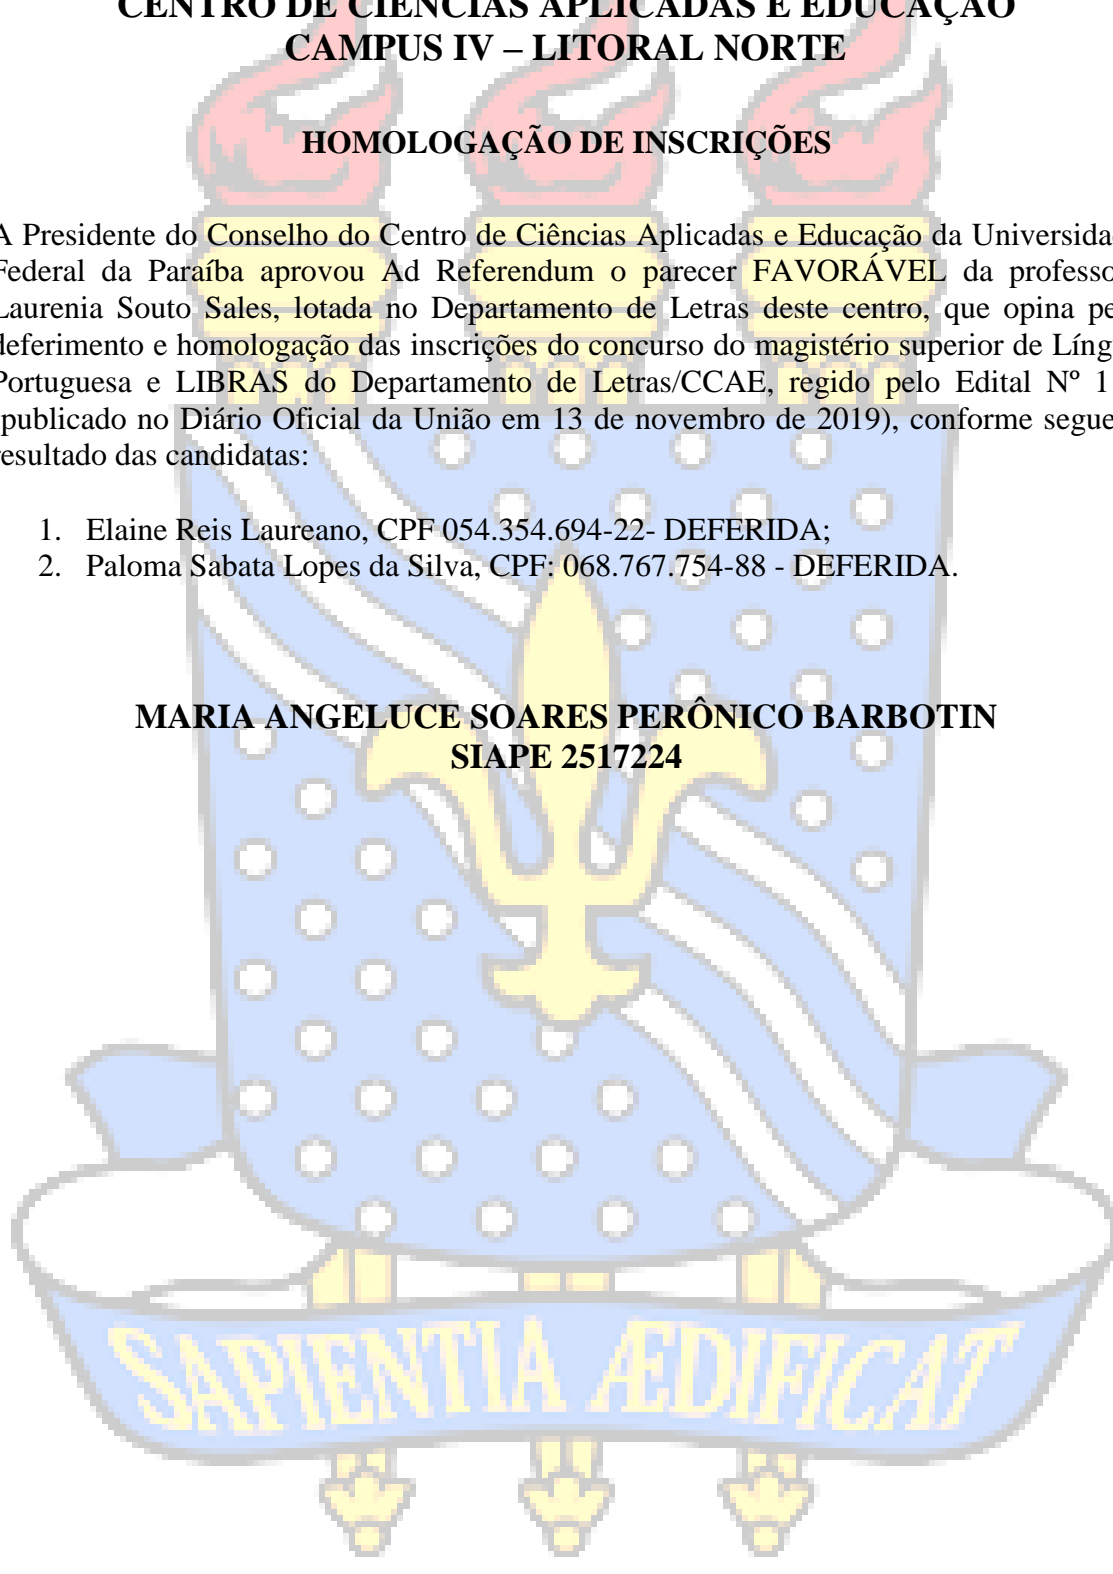 CENTRO DE CIÊNCIAS APLICADAS E EDUCAÇÃO
CAMPUS IV – LITORAL NORTE
HOMOLOGAÇÃO DE INSCRIÇÕES
A Presidente do Conselho do Centro de Ciências Aplicadas e Educação da Universida
Federal da Paraíba aprovou Ad Referendum o parecer FAVORÁVEL da professo
Laurenia Souto Sales, lotada no Departamento de Letras deste centro, que opina pe
deferimento e homologação das inscrições do concurso do magistério superior de Líng
Portuguesa e LIBRAS do Departamento de Letras/CCAE, regido pelo Edital Nº 1
publicado no Diário Oficial da União em 13 de novembro de 2019), conforme segue
resultado das candidatas:
1. Elaine Reis Laureano, CPF 054.354.694-22- DEFERIDA;
2. Paloma Sabata Lopes da Silva, CPF: 068.767.754-88 - DEFERIDA.
MARIA ANGELUCE SOARES PERÔNICO BARBOTIN
SIAPE 2517224
SAPIENTIA ÆDIFICAT